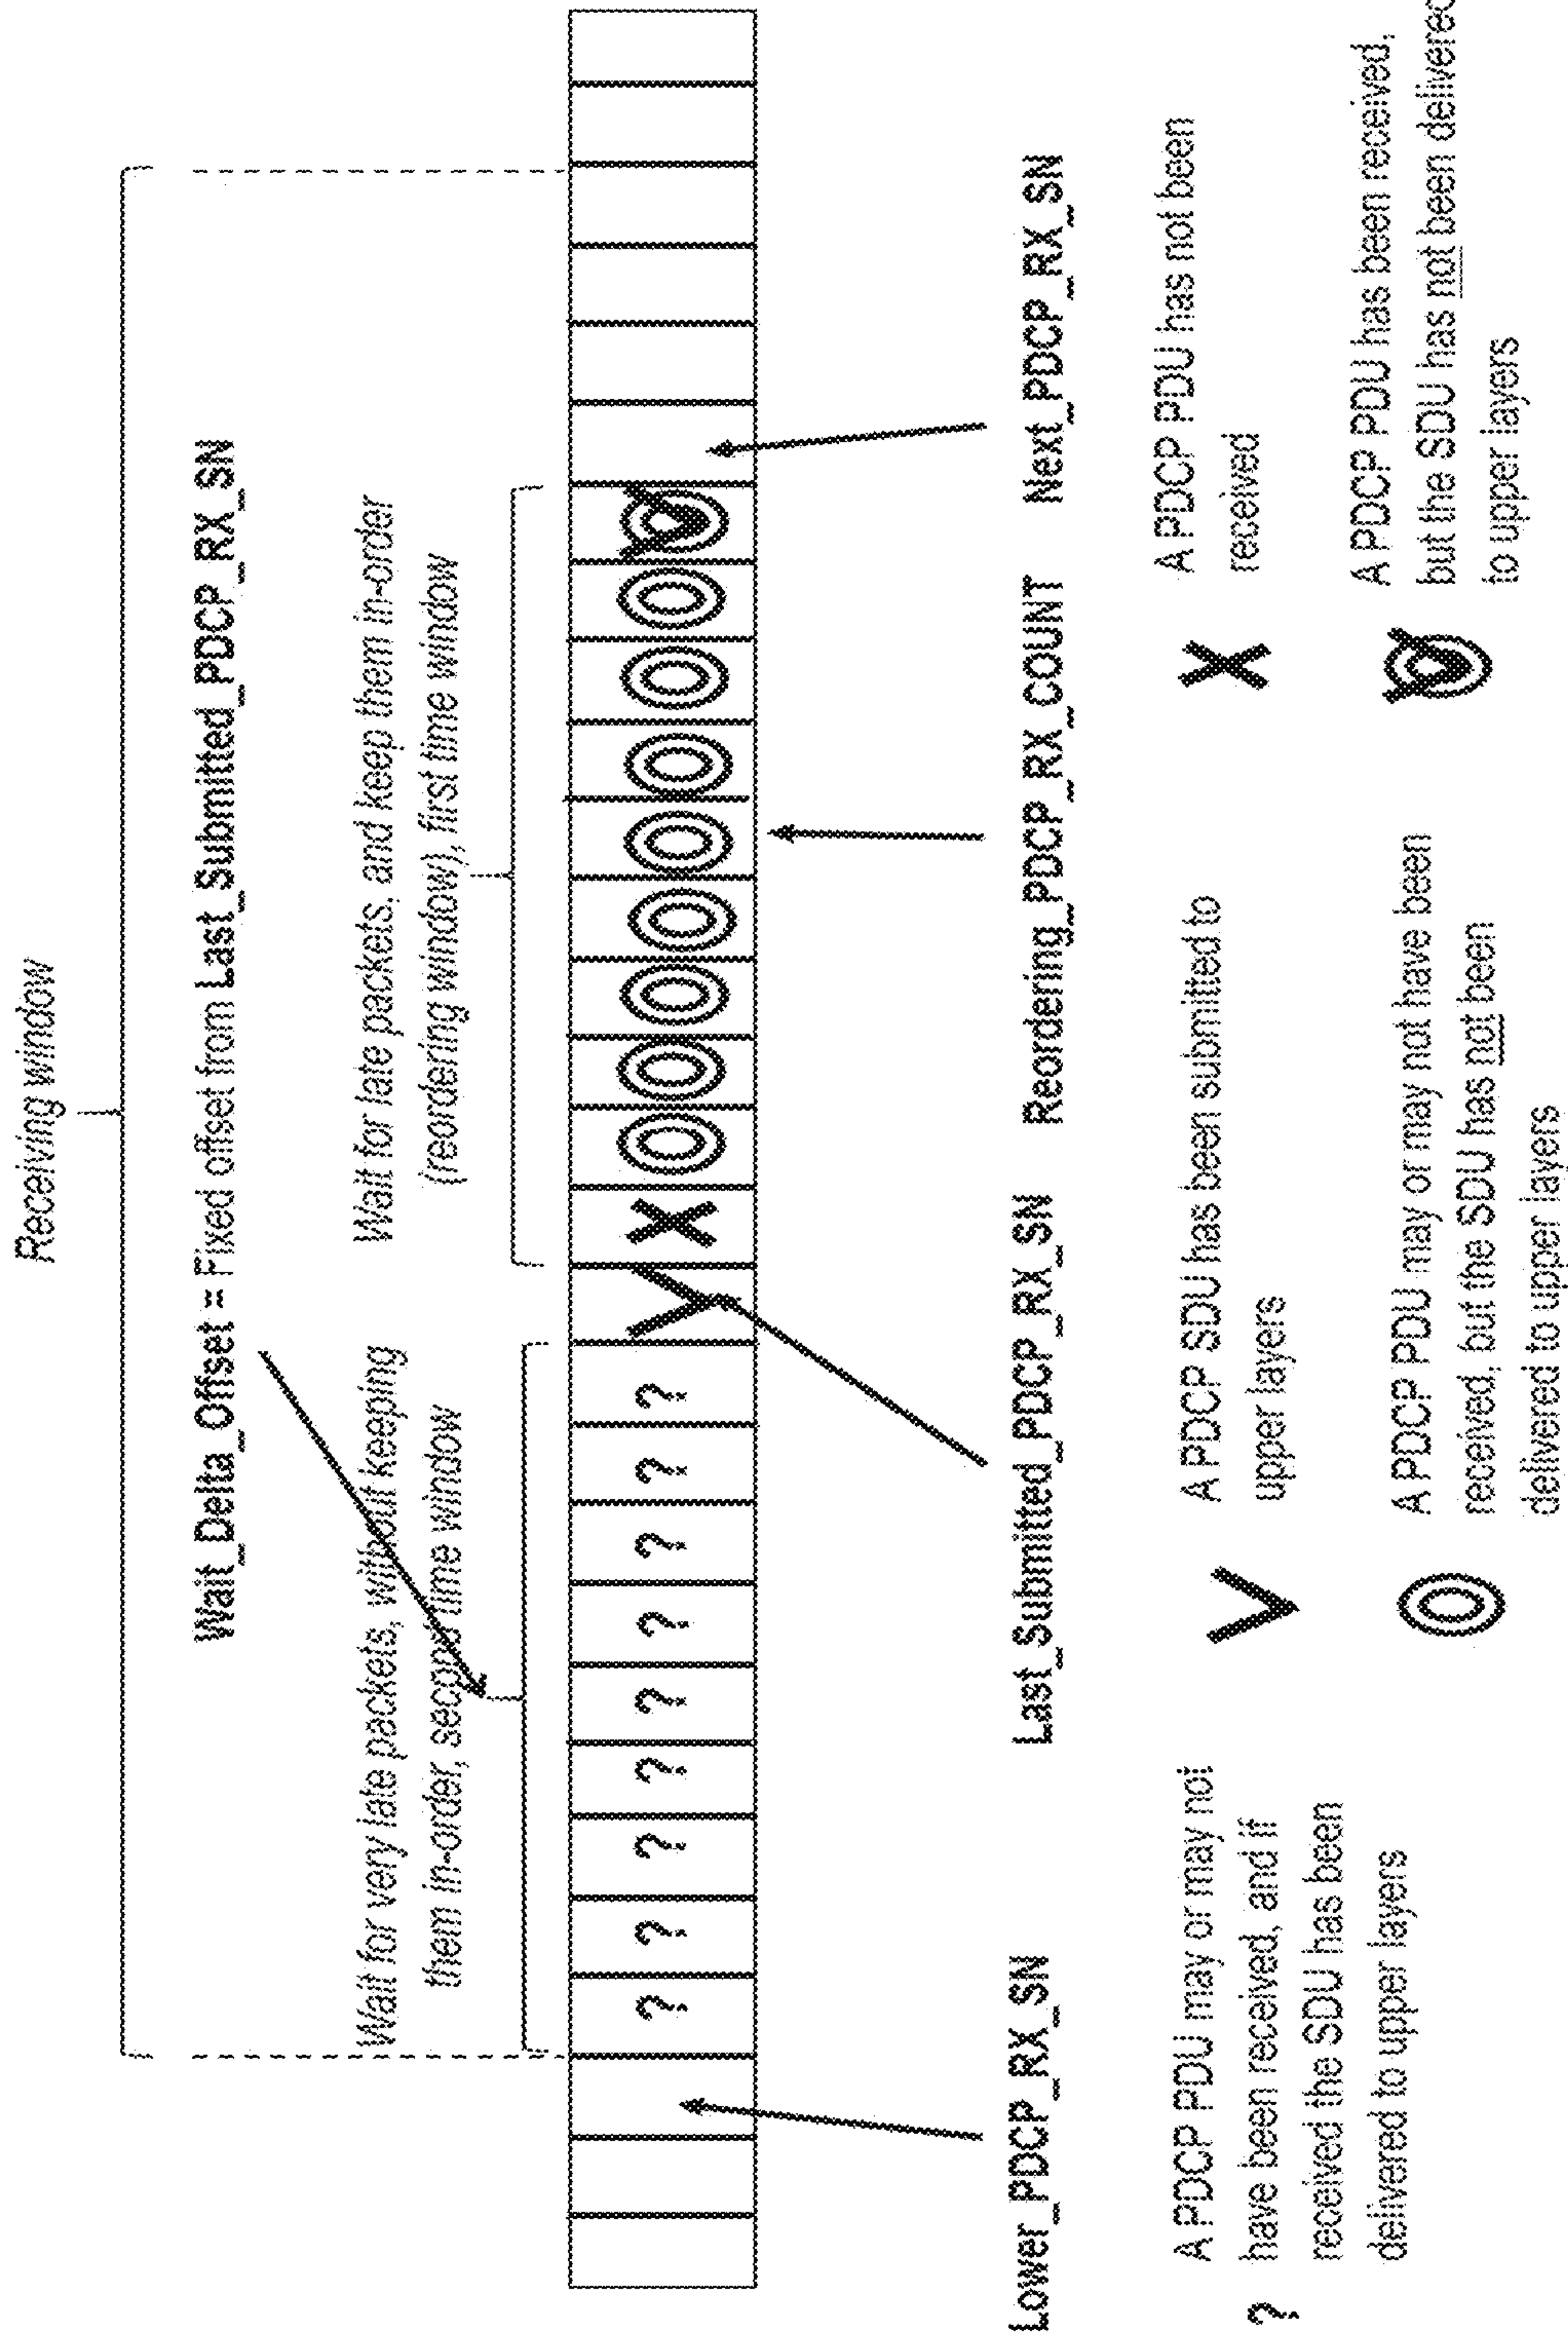 Receiving window
Wait_Delta_Offset = Fixed offset from Last_Submitted_PDCP_RX_SN
Wait for very late packets, without keeping
them in-order, second time window
Wait for late packets, and keep them in-order
(reordering window), first time window
? ? ? ? ? ? ? ? ?
Lower_PDCP_RX_SN
Last_Submitted_PDCP_RX_SN
Reordering_PDCP_RX_COUNT
Next_PDCP_RX_SN
? A PDCP PDU may or may not
have been received, and if
received the SDU has been
delivered to upper layers
A PDCP SDU has been submitted to
upper layers
A PDCP PDU may or may not have been
received, but the SDU has not been
delivered to upper layers
X A PDCP PDU has not been
received
A PDCP PDU has been received,
but the SDU has not been delivered
to upper layers